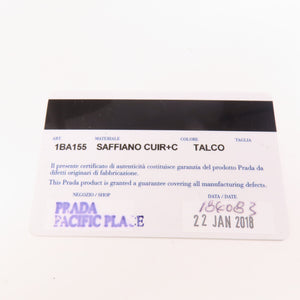 ART. MATERIALE COLORE TAGLIA
1BA155 SAFFIANO CUIR+C TALCO
Il presente certificato di autenticità costituisce garanzia del prodotto Prada da
difetti originari di fabbricazione.
This Prada product is granted a guarantee covering all manufacturing defects.
NEGOZIO / SHOP DATA / DATE
PRADA
PACIFIC PLACE 22 JAN 2018